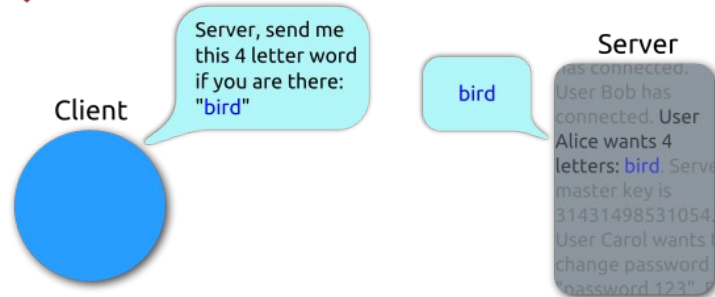 Server, send me
this 4 letter word
if you are there:
"bird"
Client
bird
Server
has connected.
User Bob has
connected. User
Alice wants 4
letters: bird. Serve
master key is
31431498531054.
User Carol wants t
change password
"password 123".